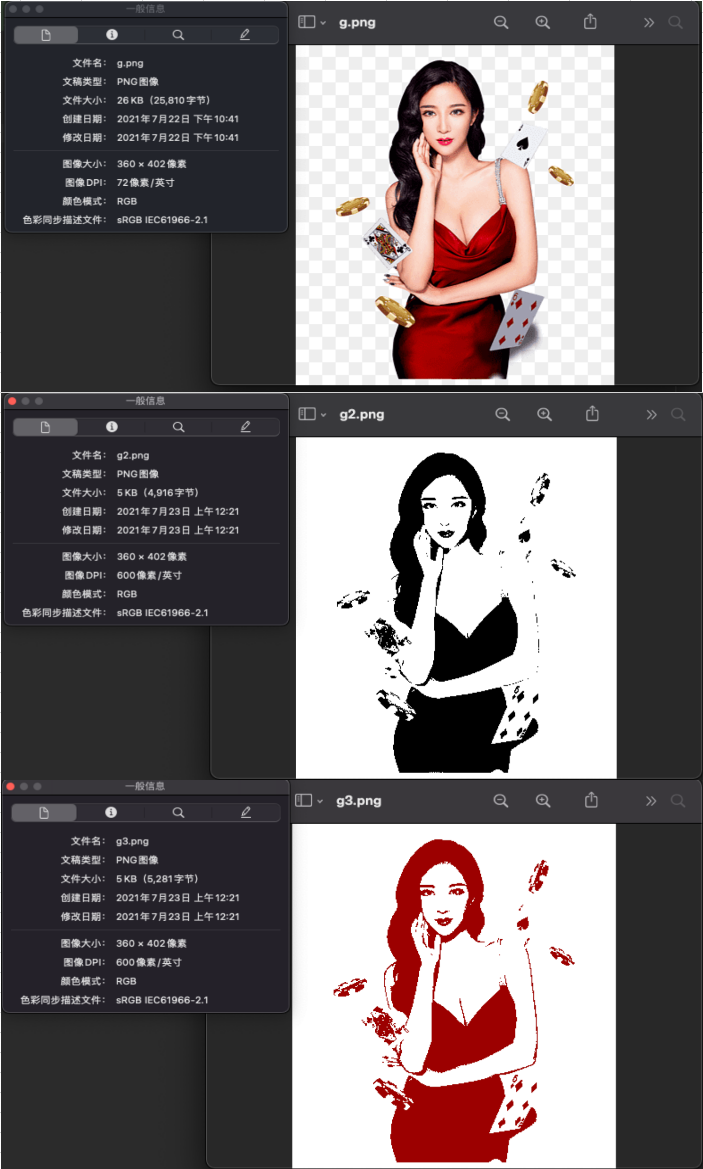 一般信息
g.png
文件名： g.png
文稿类型： PNG图像
文件大小： 26 KB（25,810字节）
创建日期： 2021年7月22日 下午10:41
修改日期： 2021年7月22日 下午10:41
图像大小： 360 × 402像素
图像DPI： 72像素/英寸
颜色模式： RGB
色彩同步描述文件： sRGB IEC61966-2.1
一般信息
g2.png
文件名： g2.png
文稿类型： PNG图像
文件大小： 5 KB（4,916字节）
创建日期： 2021年7月23日 上午12:21
修改日期： 2021年7月23日 上午12:21
图像大小： 360 × 402像素
图像DPI： 600像素/英寸
颜色模式： RGB
色彩同步描述文件： sRGB IEC61966-2.1
一般信息
g3.png
文件名： g3.png
文稿类型： PNG图像
文件大小： 5 KB（5,281字节）
创建日期： 2021年7月23日 上午12:21
修改日期： 2021年7月23日 上午12:21
图像大小： 360 × 402像素
图像DPI： 600像素/英寸
颜色模式： RGB
色彩同步描述文件： sRGB IEC61966-2.1